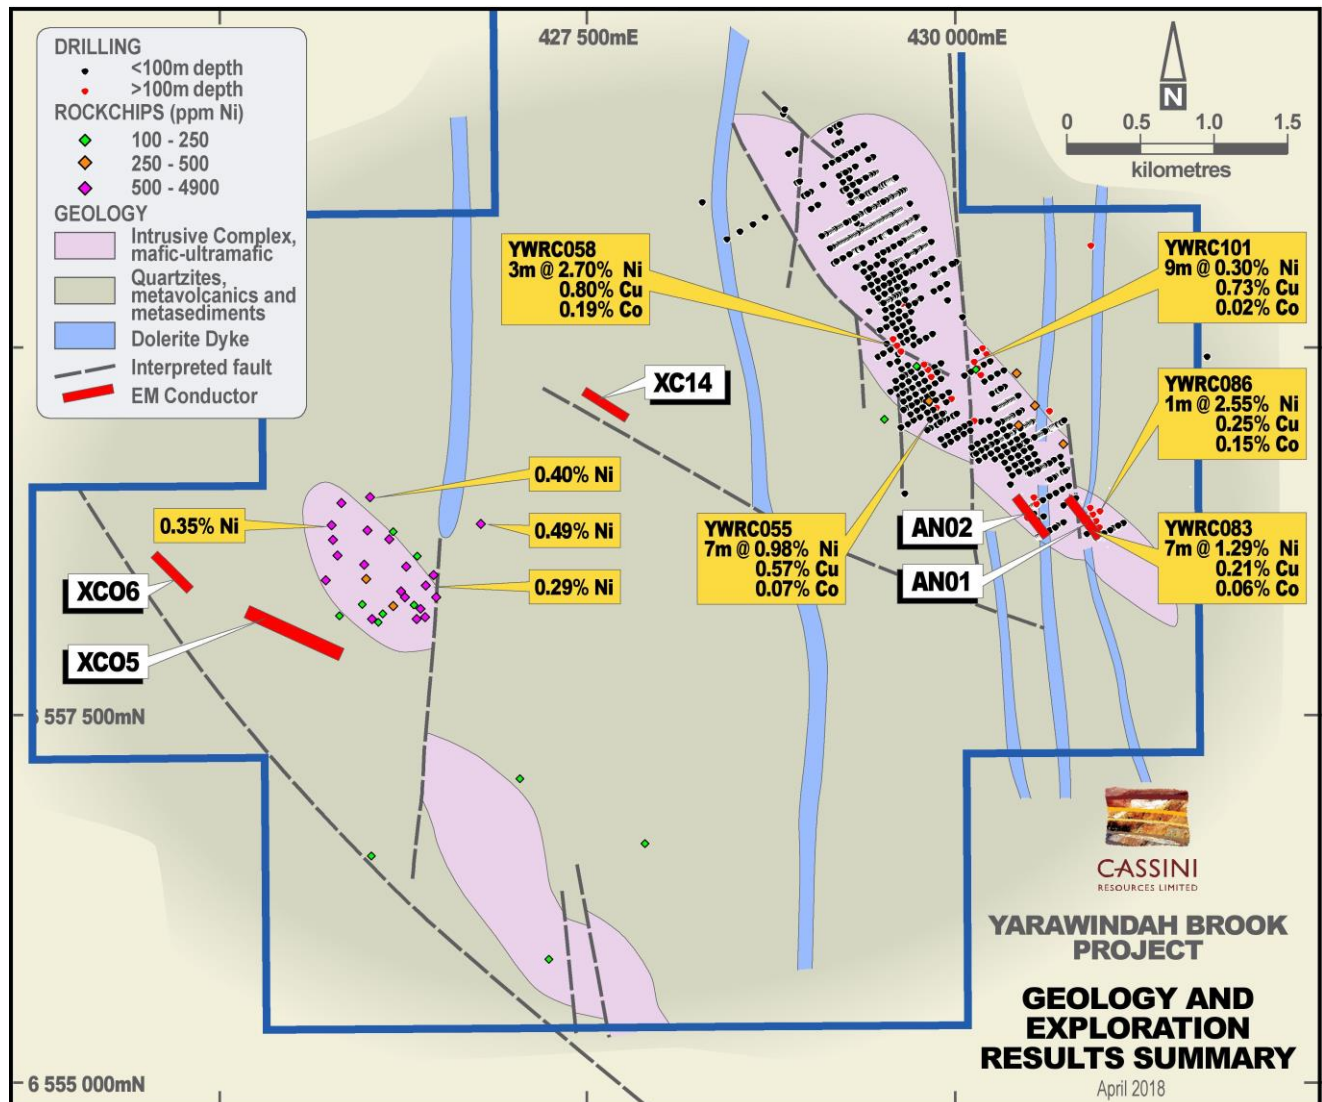 427 500mE
430 000mE
DRILLING
<100m depth
>100m depth
ROCKCHIPS (ppm Ni)
100 - 250
250 - 500
500 - 4900
GEOLOGY
Intrusive Complex,
mafic-ultramafic
Quartzites,
metavolcanics and
metasediments
Dolerite Dyke
Interpreted fault
EM Conductor
N
0 0.5 1.0 1.5
kilometres
YWRC058
3m @ 2.70% Ni
0.80% Cu
0.19% Co
YWRC101
9m @ 0.30% Ni
0.73% Cu
0.02% Co
XC14
YWRC086
1m @ 2.55% Ni
0.25% Cu
0.15% Co
0.40% Ni
0.35% Ni
0.49% Ni
0.29% Ni
YWRC055
7m @ 0.98% Ni
0.57% Cu
0.07% Co
AN02
AN01
YWRC083
7m @ 1.29% Ni
0.21% Cu
0.06% Co
XCO6
XCO5
6 557 500mN
CASSINI
RESOURCES LIMITED
YARAWINDAH BROOK
PROJECT
GEOLOGY AND
EXPLORATION
RESULTS SUMMARY
April 2018
6 555 000mN